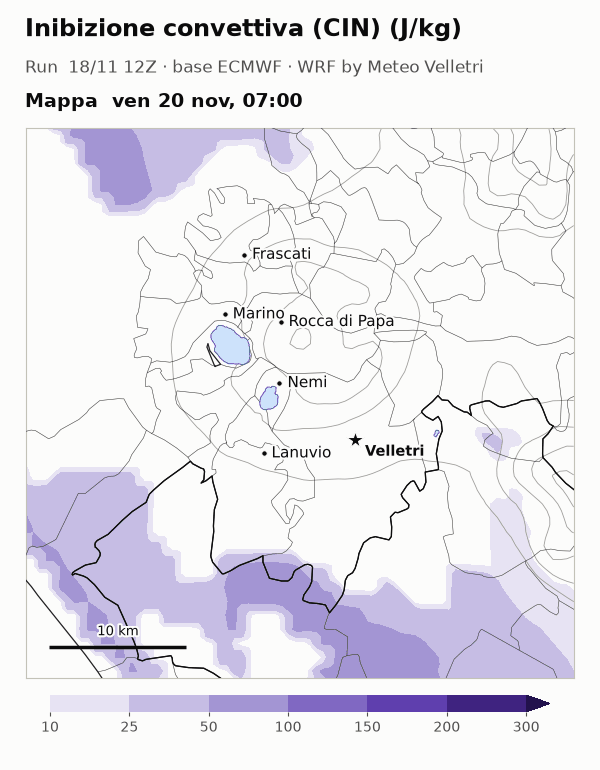 Inibizione convettiva (CIN) (J/kg)
Run  18/11 12Z · base ECMWF · WRF by Meteo Velletri
Mappa  ven 20 nov, 07:00
Frascati
Marino
Rocca di Papa
Nemi
Velletri
Lanuvio
10 km
10 25 50 100 150 200 300